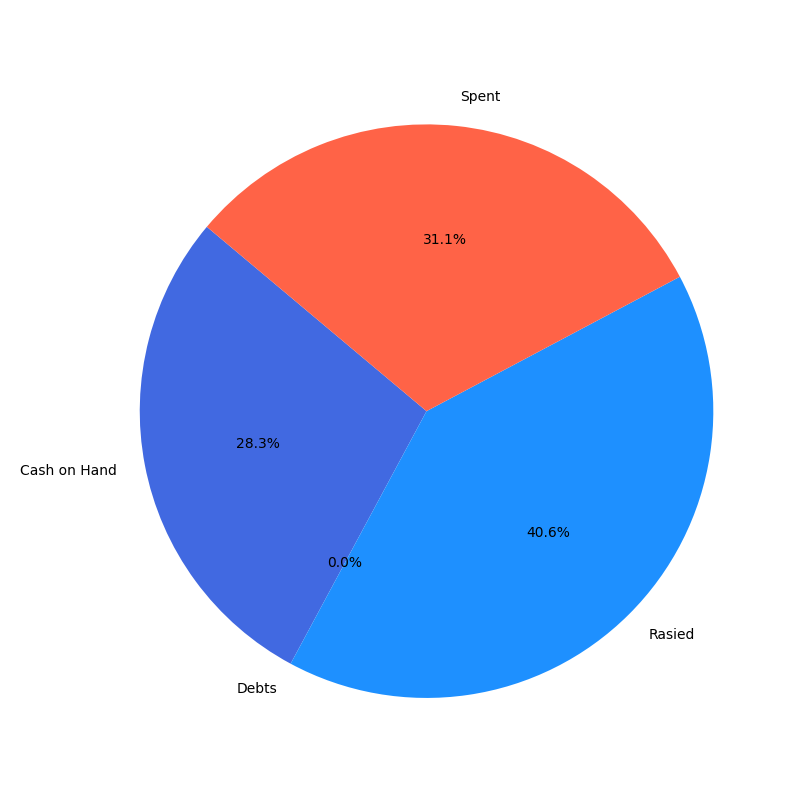 Spent
31.1%
28.3%
Cash on Hand
40.6%
0.0%
Rasied
Debts